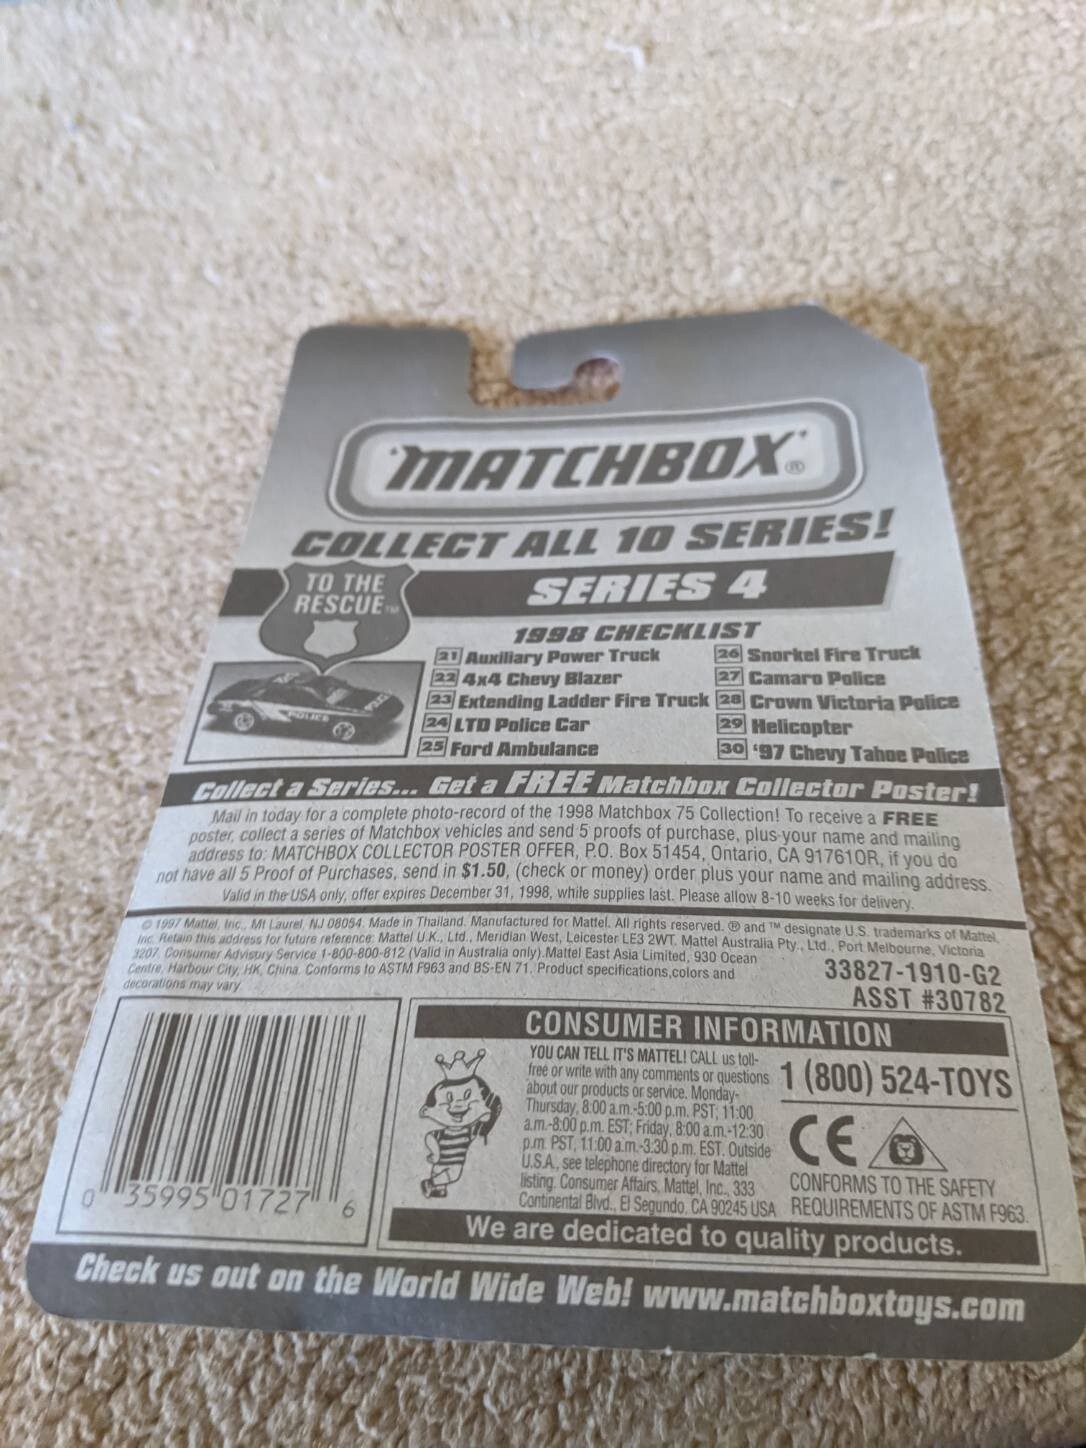 MATCHBOX®
COLLECT ALL 10 SERIES!
TO THE
RESCUE™
SERIES 4
1998 CHECKLIST
21 Auxiliary Power Truck
22 4x4 Chevy Blazer
23 Extending Ladder Fire Truck
24 LTD Police Car
25 Ford Ambulance
26 Snorkel Fire Truck
27 Camaro Police
28 Crown Victoria Police
29 Helicopter
30 '97 Chevy Tahoe Police
POLICE
Collect a Series... Get a FREE Matchbox Collector Poster!
Mail in today for a complete photo-record of the 1998 Matchbox 75 Collection! To receive a FREE
poster, collect a series of Matchbox vehicles and send 5 proofs of purchase, plus your name and mailing
address to: MATCHBOX COLLECTOR POSTER OFFER, P.O. Box 51454, Ontario, CA 91761OR, if you do
not have all 5 Proof of Purchases, send in $1.50, (check or money) order plus your name and mailing address.
Valid in the USA only, offer expires December 31, 1998, while supplies last. Please allow 8-10 weeks for delivery.
© 1997 Mattel, Inc., Mt Laurel, NJ 08054. Made in Thailand. Manufactured for Mattel. All rights reserved. ® and ™ designate U.S. trademarks of Mattel,
Inc. Retain this address for future reference: Mattel U.K., Ltd., Meridian West, Leicester LE3 2WT. Mattel Australia Pty., Ltd., Port Melbourne, Victoria
3207. Consumer Advisory Service 1-800-800-812 (Valid in Australia only).Mattel East Asia Limited, 930 Ocean
Centre, Harbour City, HK, China. Conforms to ASTM F963 and BS-EN 71. Product specifications,colors and
decorations may vary.
33827-1910-G2
ASST #30782
0 35995 01727 6
CONSUMER INFORMATION
YOU CAN TELL IT'S MATTEL! CALL us toll-
free or write with any comments or questions
about our products or service. Monday-
Thursday, 8:00 a.m.-5:00 p.m. PST; 11:00
a.m.-8:00 p.m. EST; Friday, 8:00 a.m.-12:30
p.m. PST, 11:00 a.m.-3:30 p.m. EST. Outside
U.S.A., see telephone directory for Mattel
listing. Consumer Affairs, Mattel, Inc., 333
Continental Blvd., El Segundo, CA 90245 USA
1 (800) 524-TOYS
CE
CONFORMS TO THE SAFETY
REQUIREMENTS OF ASTM F963.
We are dedicated to quality products.
Check us out on the World Wide Web! www.matchboxtoys.com